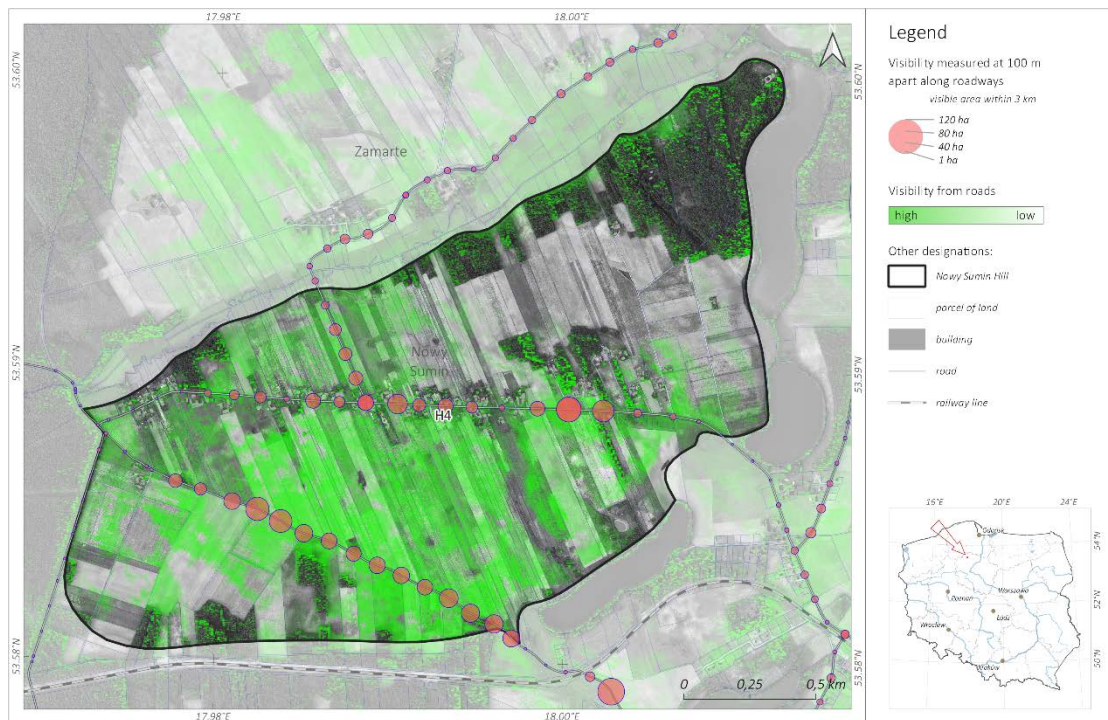 17.98°E
18.00°E
53.60°N
53.60°N
Zamarte
53.59°N
53.59°N
Nowy
Sumin
H4
53.58°N
53.58°N
0 0,25 0,5 km
17.98°E
18.00°E
Legend
Visibility measured at 100 m
apart along roadways
visible area within 3 km
120 ha
80 ha
40 ha
1 ha
Visibility from roads
high low
Other designations:
Nowy Sumin Hill
parcel of land
building
road
railway line
16°E 20°E 24°E
54°N
Gdańsk
52°N
Warszawa
Poznań
Łódź
Wrocław
50°N
Kraków